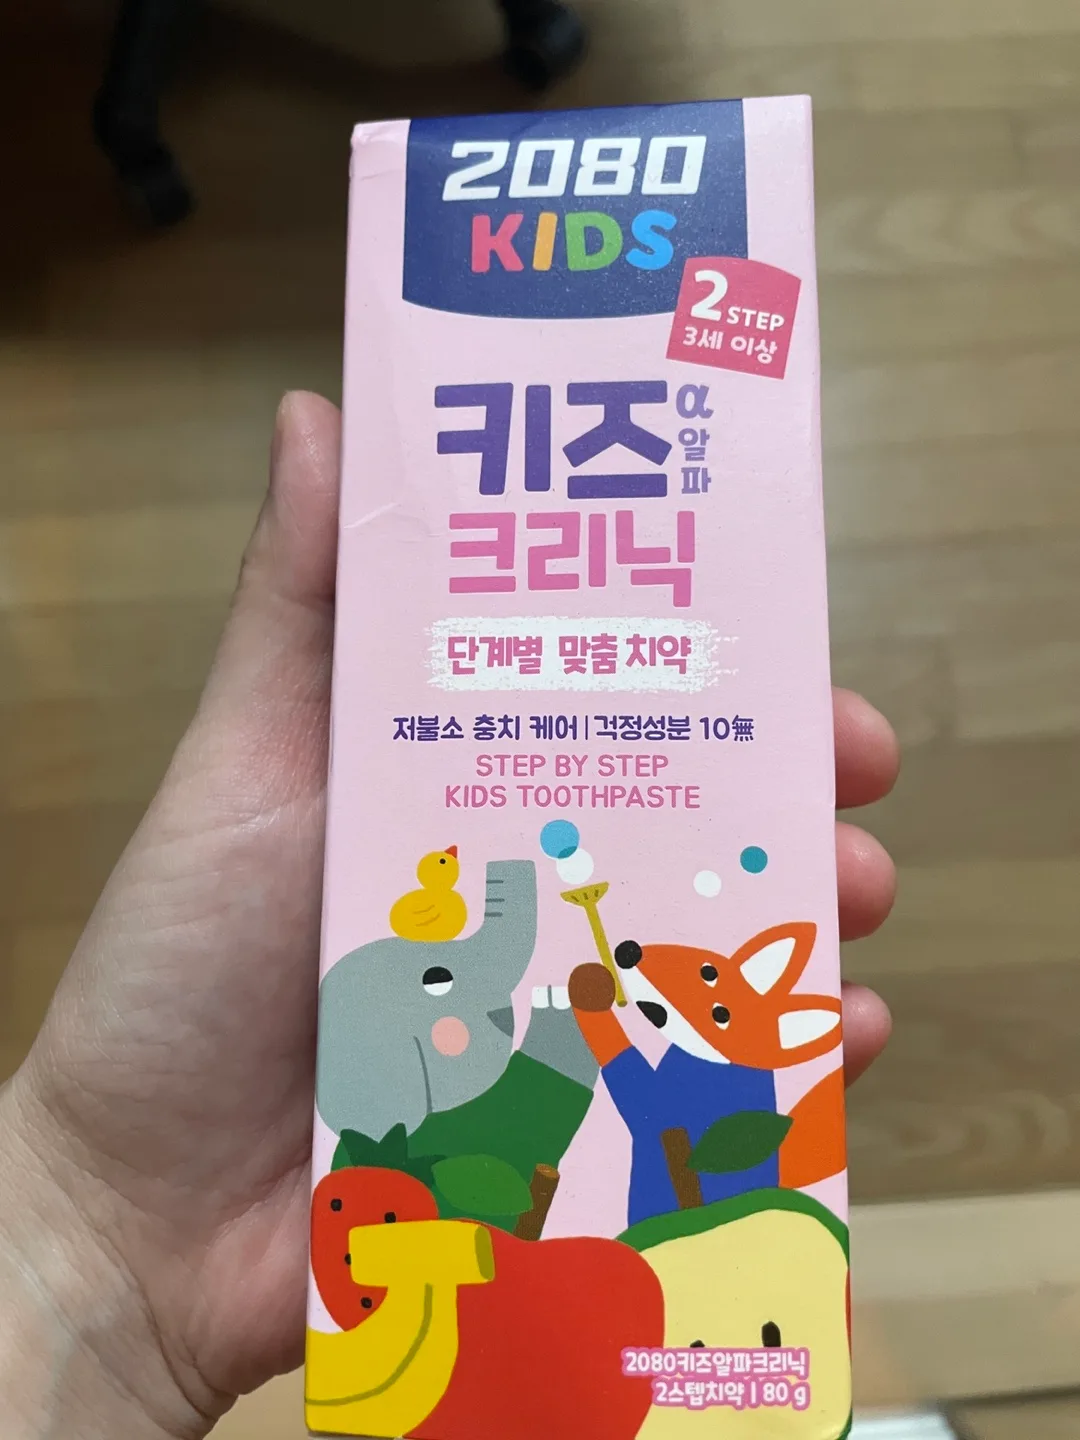 2080
KIDS
2 STEP
3세 이상
키즈 α 알파
크리닉
단계별 맞춤 치약
저불소 충치 케어 | 걱정성분 10無
STEP BY STEP
KIDS TOOTHPASTE
2080키즈알파크리닉
2스텝치약 | 80 g